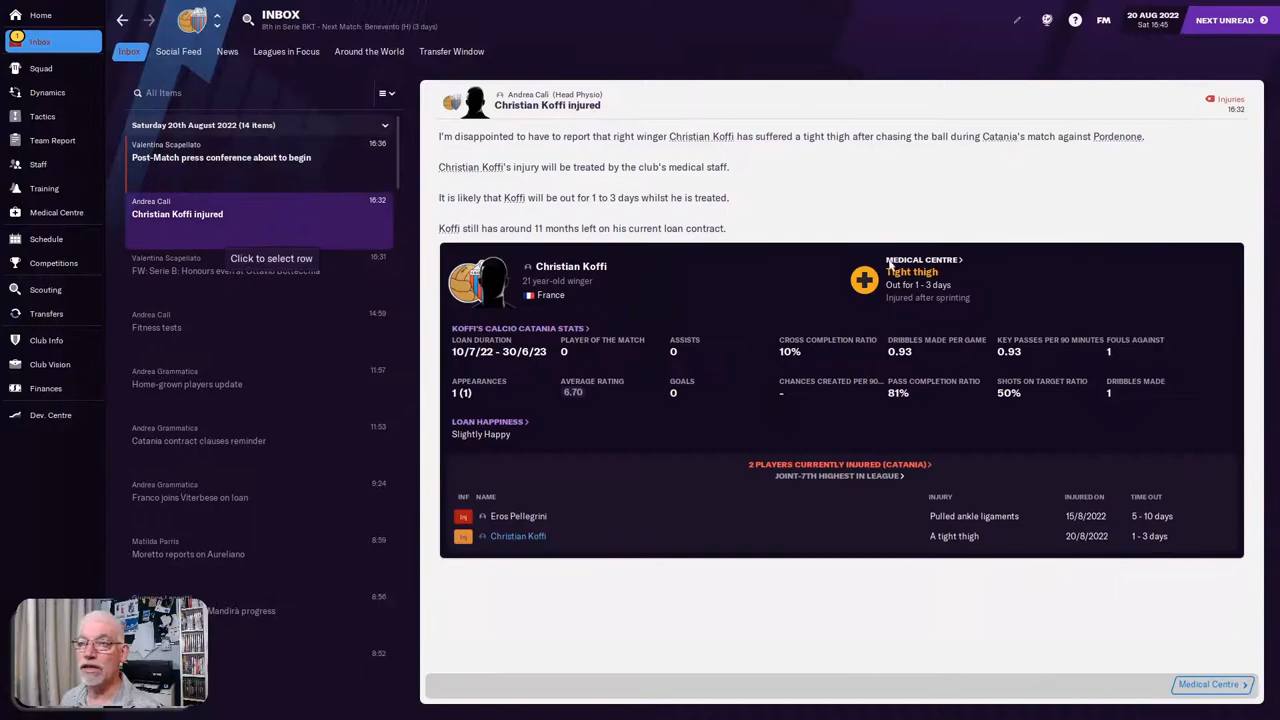 INBOX
8th in Serie BKT - Next Match: Benevento (H) (3 days)
FM
20 AUG 2022
Sat 16:45
NEXT UNREAD
Home
1
Inbox
Squad
Dynamics
Tactics
Team Report
Staff
Training
Medical Centre
Schedule
Competitions
Scouting
Transfers
Club Info
Club Vision
Finances
Dev. Centre
Inbox
Social Feed
News
Leagues in Focus
Around the World
Transfer Window
All Items
Saturday 20th August 2022 (14 items)
Valentina Scapellato 16:36
Post-Match press conference about to begin
Andrea Cali 16:32
Christian Koffi injured
Valentina Scapellato 16:31
Click to select row
FW: Serie B: Honours even at Ottavio Bottecchia
Andrea Cali 14:59
Fitness tests
Andrea Grammatica 11:57
Home-grown players update
Andrea Grammatica 11:53
Catania contract clauses reminder
Andrea Grammatica 9:24
Franco joins Viterbese on loan
Matilda Parris 8:59
Moretto reports on Aureliano
8:56
Mandirà progress
8:52
Andrea Cali (Head Physio)
Christian Koffi injured
Injuries
16:32
I'm disappointed to have to report that right winger Christian Koffi has suffered a tight thigh after chasing the ball during Catania's match against Pordenone.
Christian Koffi's injury will be treated by the club's medical staff.
It is likely that Koffi will be out for 1 to 3 days whilst he is treated.
Koffi still has around 11 months left on his current loan contract.
Christian Koffi
21 year-old winger
France
MEDICAL CENTRE
Tight thigh
Out for 1 - 3 days
Injured after sprinting
KOFFI'S CALCIO CATANIA STATS
LOAN DURATION PLAYER OF THE MATCH ASSISTS CROSS COMPLETION RATIO DRIBBLES MADE PER GAME KEY PASSES PER 90 MINUTES FOULS AGAINST
10/7/22 - 30/6/23 0 0 10% 0.93 0.93 1
APPEARANCES AVERAGE RATING GOALS CHANCES CREATED PER 90... PASS COMPLETION RATIO SHOTS ON TARGET RATIO DRIBBLES MADE
1 (1) 6.70 0 - 81% 50% 1
LOAN HAPPINESS
Slightly Happy
2 PLAYERS CURRENTLY INJURED (CATANIA)
JOINT-7TH HIGHEST IN LEAGUE
INF NAME INJURY INJURED ON TIME OUT
Inj Eros Pellegrini Pulled ankle ligaments 15/8/2022 5 - 10 days
Inj Christian Koffi A tight thigh 20/8/2022 1 - 3 days
Medical Centre